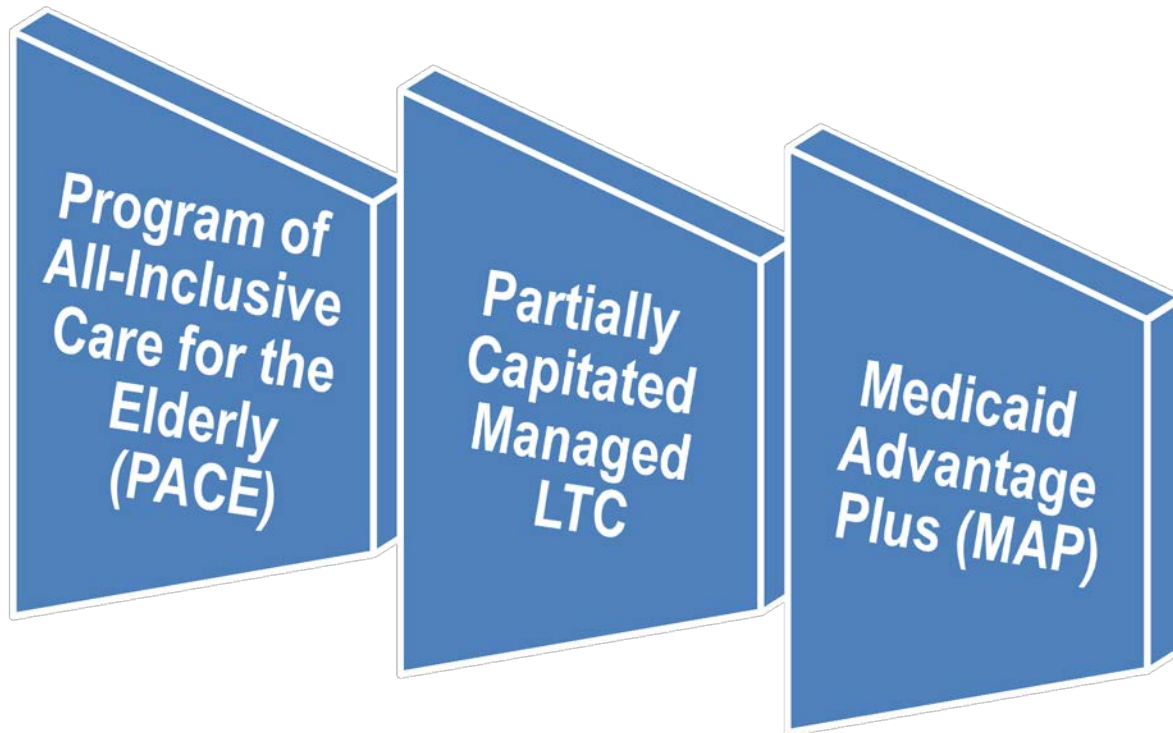 Program of
All-Inclusive
Care for the
Elderly
(PACE)
Partially
Capitated
Managed
LTC
Medicaid
Advantage
Plus (MAP)